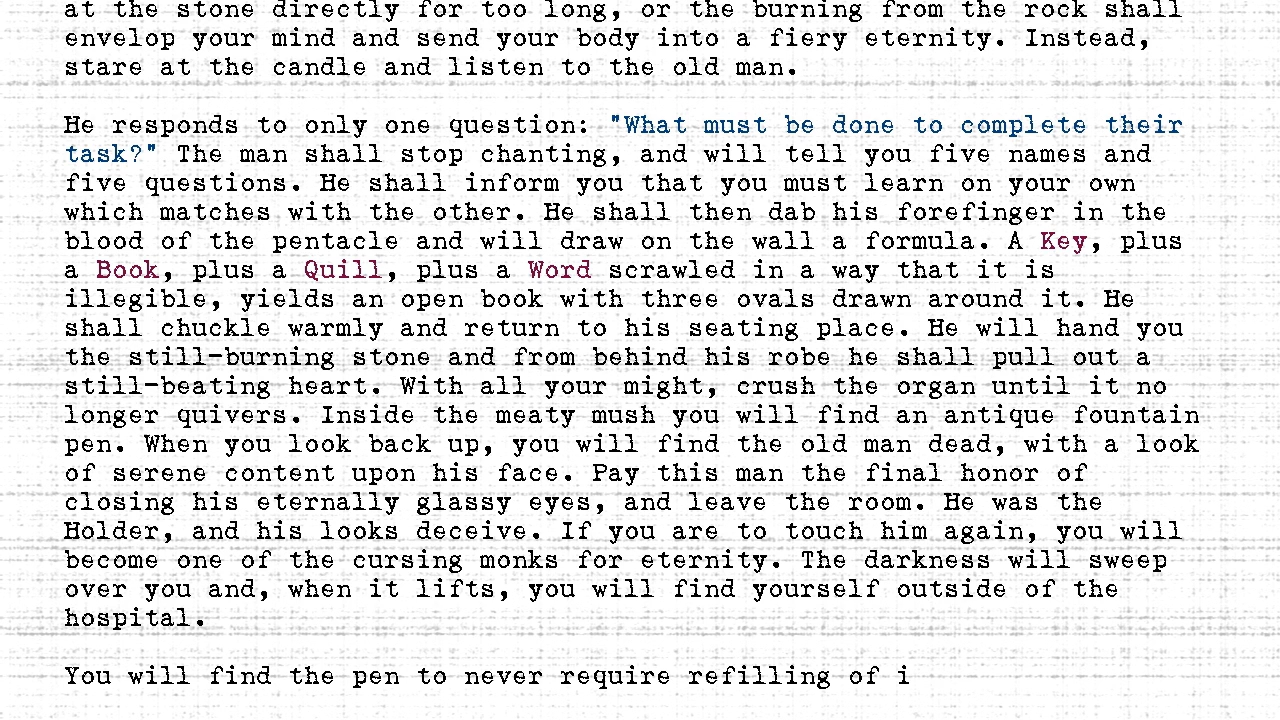 at the stone directly for too long, or the burning from the rock shall
envelop your mind and send your body into a fiery eternity. Instead,
stare at the candle and listen to the old man.
He responds to only one question: "What must be done to complete their
task?" The man shall stop chanting, and will tell you five names and
five questions. He shall inform you that you must learn on your own
which matches with the other. He shall then dab his forefinger in the
blood of the pentacle and will draw on the wall a formula. A Key, plus
a Book, plus a Quill, plus a Word scrawled in a way that it is
illegible, yields an open book with three ovals drawn around it. He
shall chuckle warmly and return to his seating place. He will hand you
the still-burning stone and from behind his robe he shall pull out a
still-beating heart. With all your might, crush the organ until it no
longer quivers. Inside the meaty mush you will find an antique fountain
pen. When you look back up, you will find the old man dead, with a look
of serene content upon his face. Pay this man the final honor of
closing his eternally glassy eyes, and leave the room. He was the
Holder, and his looks deceive. If you are to touch him again, you will
become one of the cursing monks for eternity. The darkness will sweep
over you and, when it lifts, you will find yourself outside of the
hospital.
You will find the pen to never require refilling of i